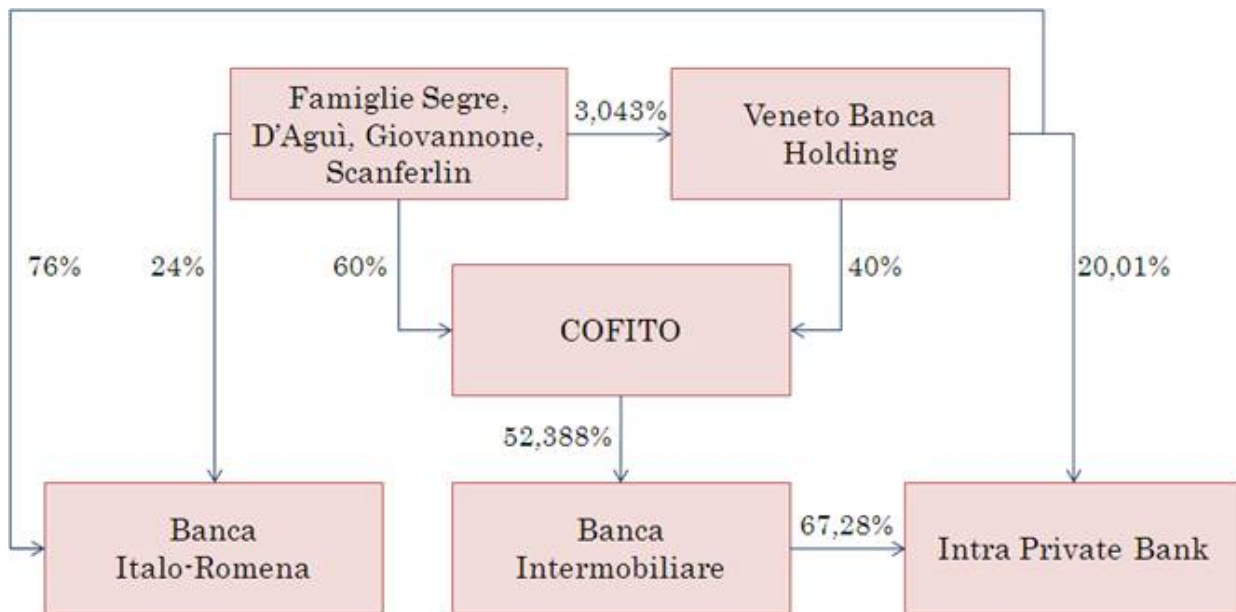 Famiglie Segre,
D'Aguì, Giovannone,
Scanferlin
3,043%
Veneto Banca
Holding
76%
24%
60%
40%
20,01%
COFITO
52,388%
Banca
Italo-Romena
Banca
Intermobiliare
67,28%
Intra Private Bank